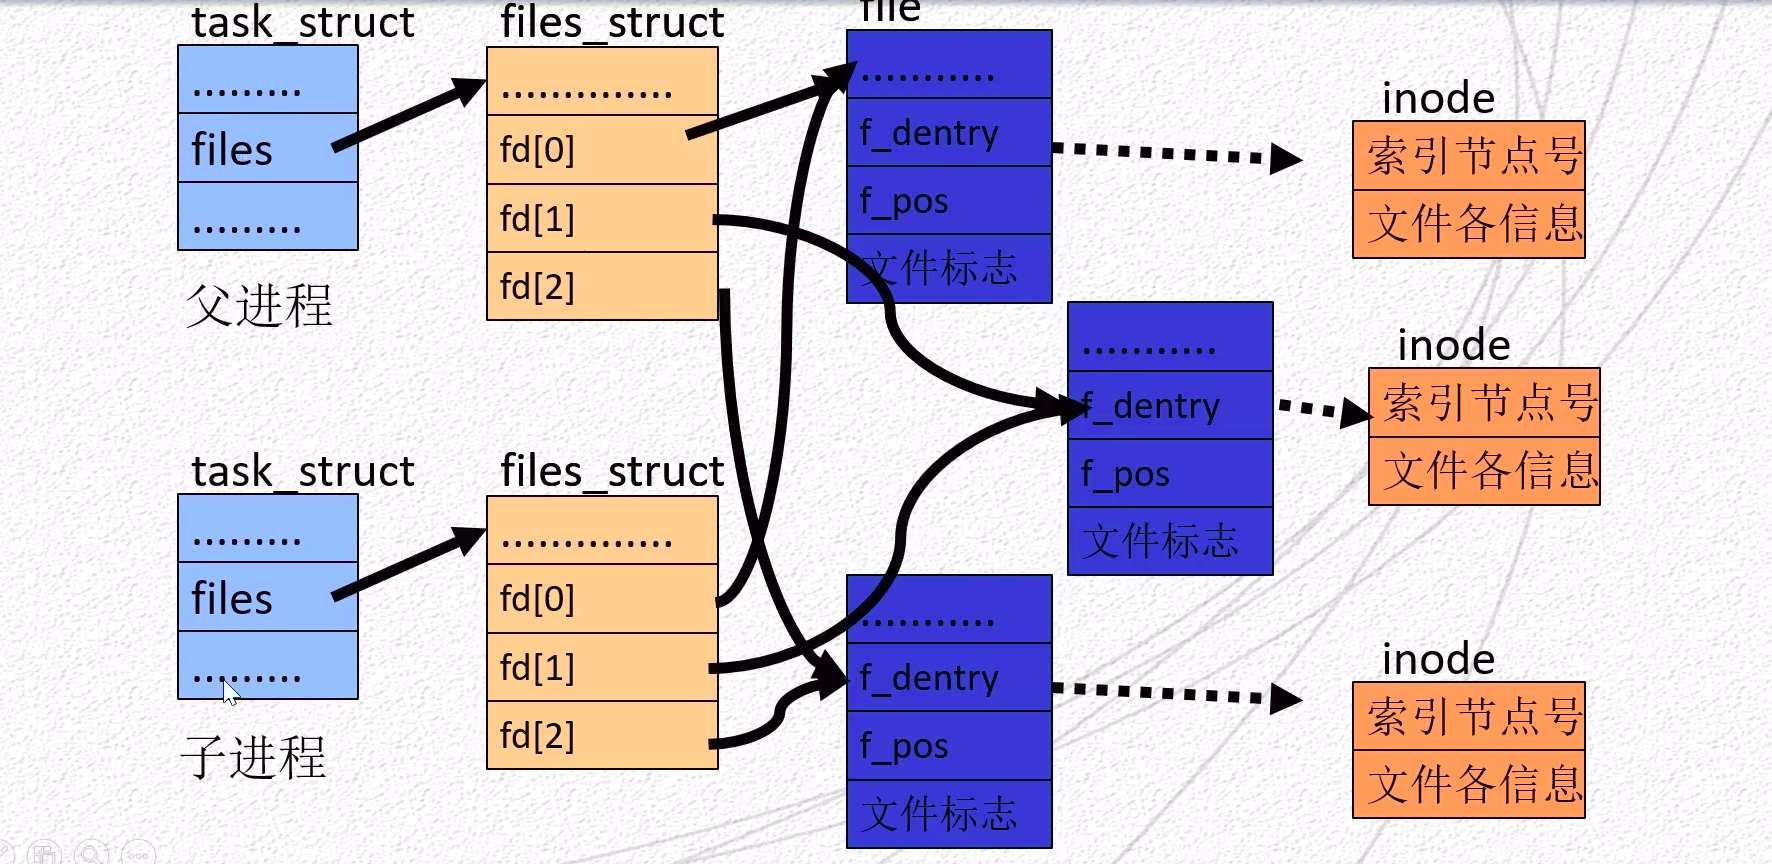 task_struct
.........
files
.........
父进程
files_struct
..............
fd[0]
fd[1]
fd[2]
file
...........
f_dentry
f_pos
文件标志
inode
索引节点号
文件各信息
...........
f_dentry
f_pos
文件标志
inode
索引节点号
文件各信息
task_struct
.........
files
.........
子进程
files_struct
..............
fd[0]
fd[1]
fd[2]
...........
f_dentry
f_pos
文件标志
inode
索引节点号
文件各信息